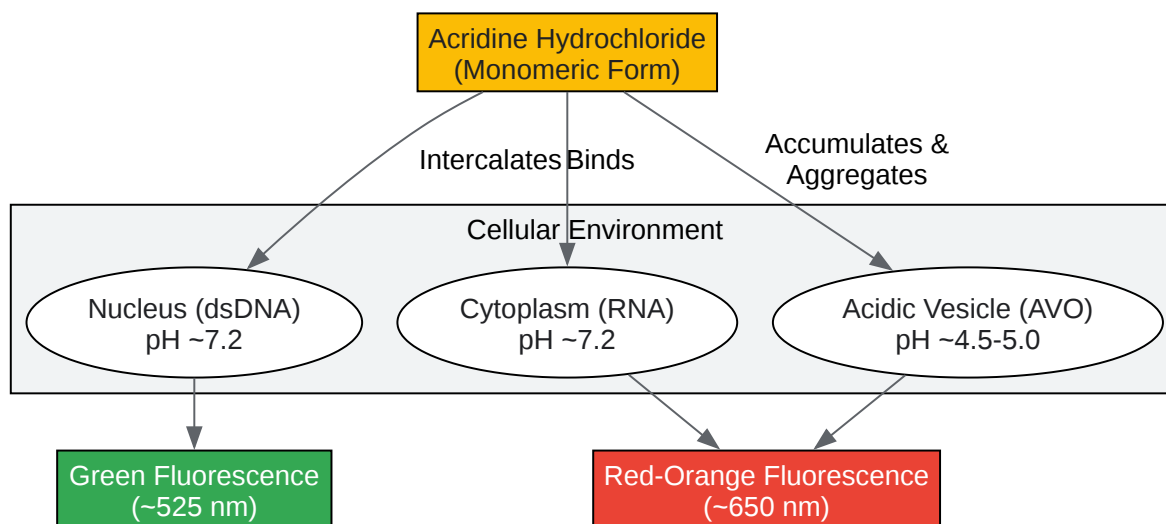 Acridine Hydrochloride
(Monomeric Form)
Intercalates
Binds
Accumulates &
Aggregates
Cellular Environment
Nucleus (dsDNA)
pH ~7.2
Cytoplasm (RNA)
pH ~7.2
Acidic Vesicle (AVO)
pH ~4.5-5.0
Green Fluorescence
(~525 nm)
Red-Orange Fluorescence
(~650 nm)